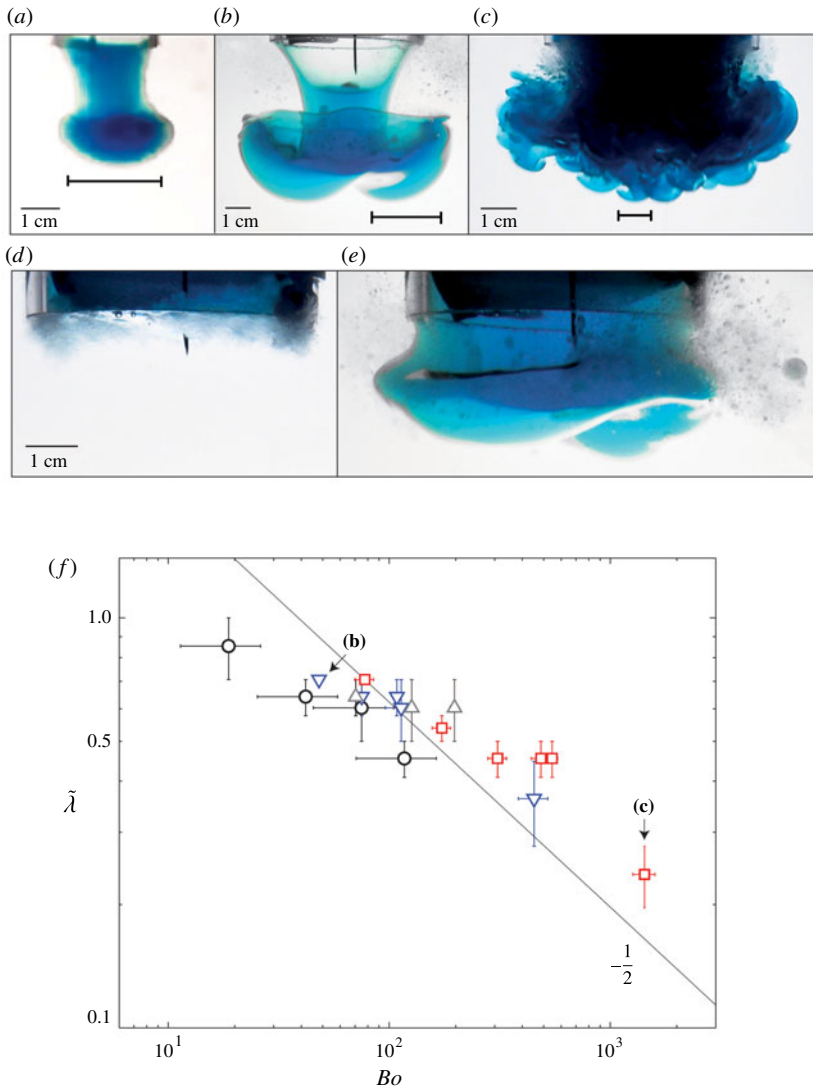 (a)
(b)
(c)
1 cm
1 cm
1 cm
(d)
(e)
1 cm
(f)
1.0
0.5
0.1
λ̃
(b)
(c)
−1/2
10¹
10²
10³
Bo